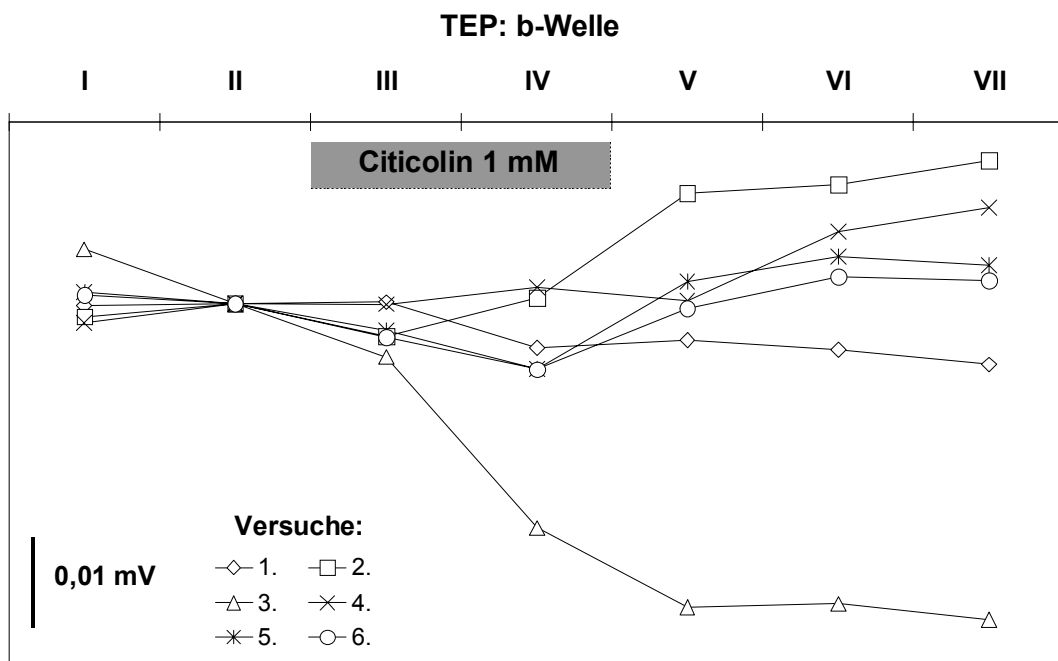 TEP: b-Welle
I II III IV V VI VII
Citicolin 1 mM
Versuche:
0,01 mV
1. 2.
3. 4.
5. 6.